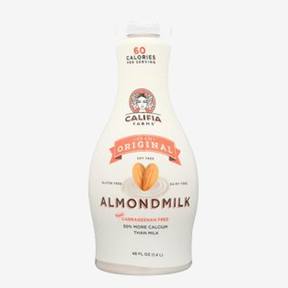 60
CALORIES
PER SERVING
CALIFIA
FARMS
ORIGINAL
SOY FREE
GLUTEN FREE
DAIRY FREE
ALMONDMILK
CARRAGEENAN FREE
50% MORE CALCIUM
THAN MILK
48 FL OZ (1.4 L)